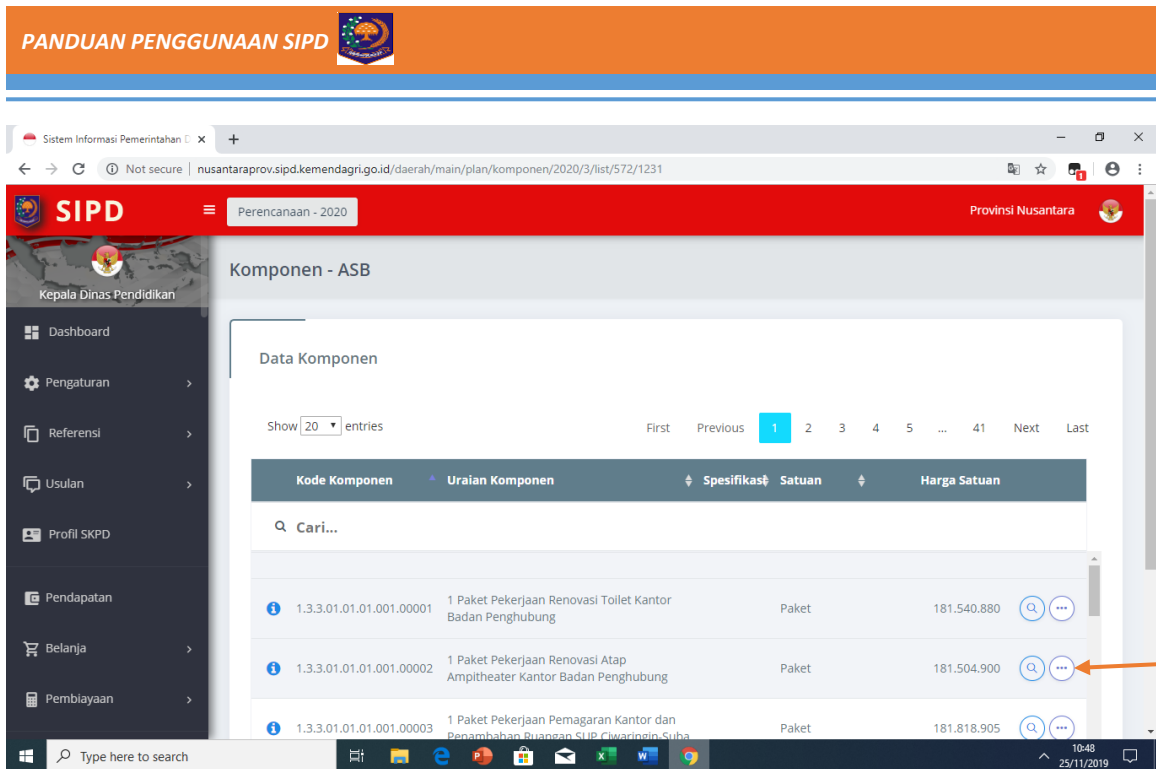 PANDUAN PENGGUNAAN SIPD
Sistem Informasi Pemerintahan D
Not secure | nusantaraprov.sipd.kemendagri.go.id/daerah/main/plan/komponen/2020/3/list/572/1231
1
SIPD
Perencanaan - 2020
Provinsi Nusantara
Kepala Dinas Pendidikan
Komponen - ASB
Dashboard
Pengaturan
Referensi
Usulan
Profil SKPD
Pendapatan
Belanja
Pembiayaan
Data Komponen
Show 20 entries
First Previous 1 2 3 4 5 ... 41 Next Last
Kode Komponen Uraian Komponen Spesifikasi Satuan Harga Satuan
Cari...
1.3.3.01.01.01.001.00001 1 Paket Pekerjaan Renovasi Toilet Kantor Paket 181.540.880
Badan Penghubung
1.3.3.01.01.01.001.00002 1 Paket Pekerjaan Renovasi Atap Paket 181.504.900
Ampitheater Kantor Badan Penghubung
1.3.3.01.01.01.001.00003 1 Paket Pekerjaan Pemagaran Kantor dan Paket 181.818.905
Penambahan Ruangan SUP Ciwaringin-Suba
Type here to search
10:48
25/11/2019